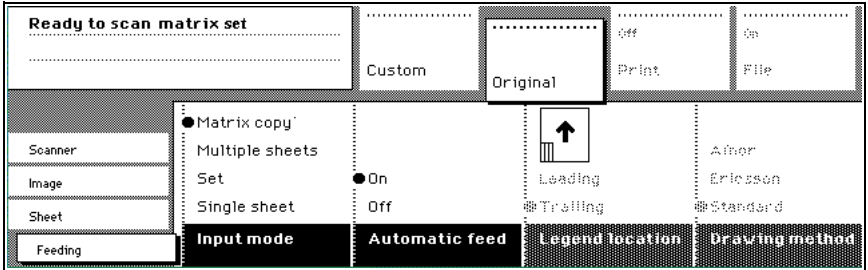 Ready to scan matrix set
Custom
Original
Off
Print
On
File
Scanner
Image
Sheet
Feeding
Matrix copy
Multiple sheets
Set
Single sheet
Input mode
On
Off
Automatic feed
Leading
Trailing
Legend location
Afnor
Ericsson
Standard
Drawing method